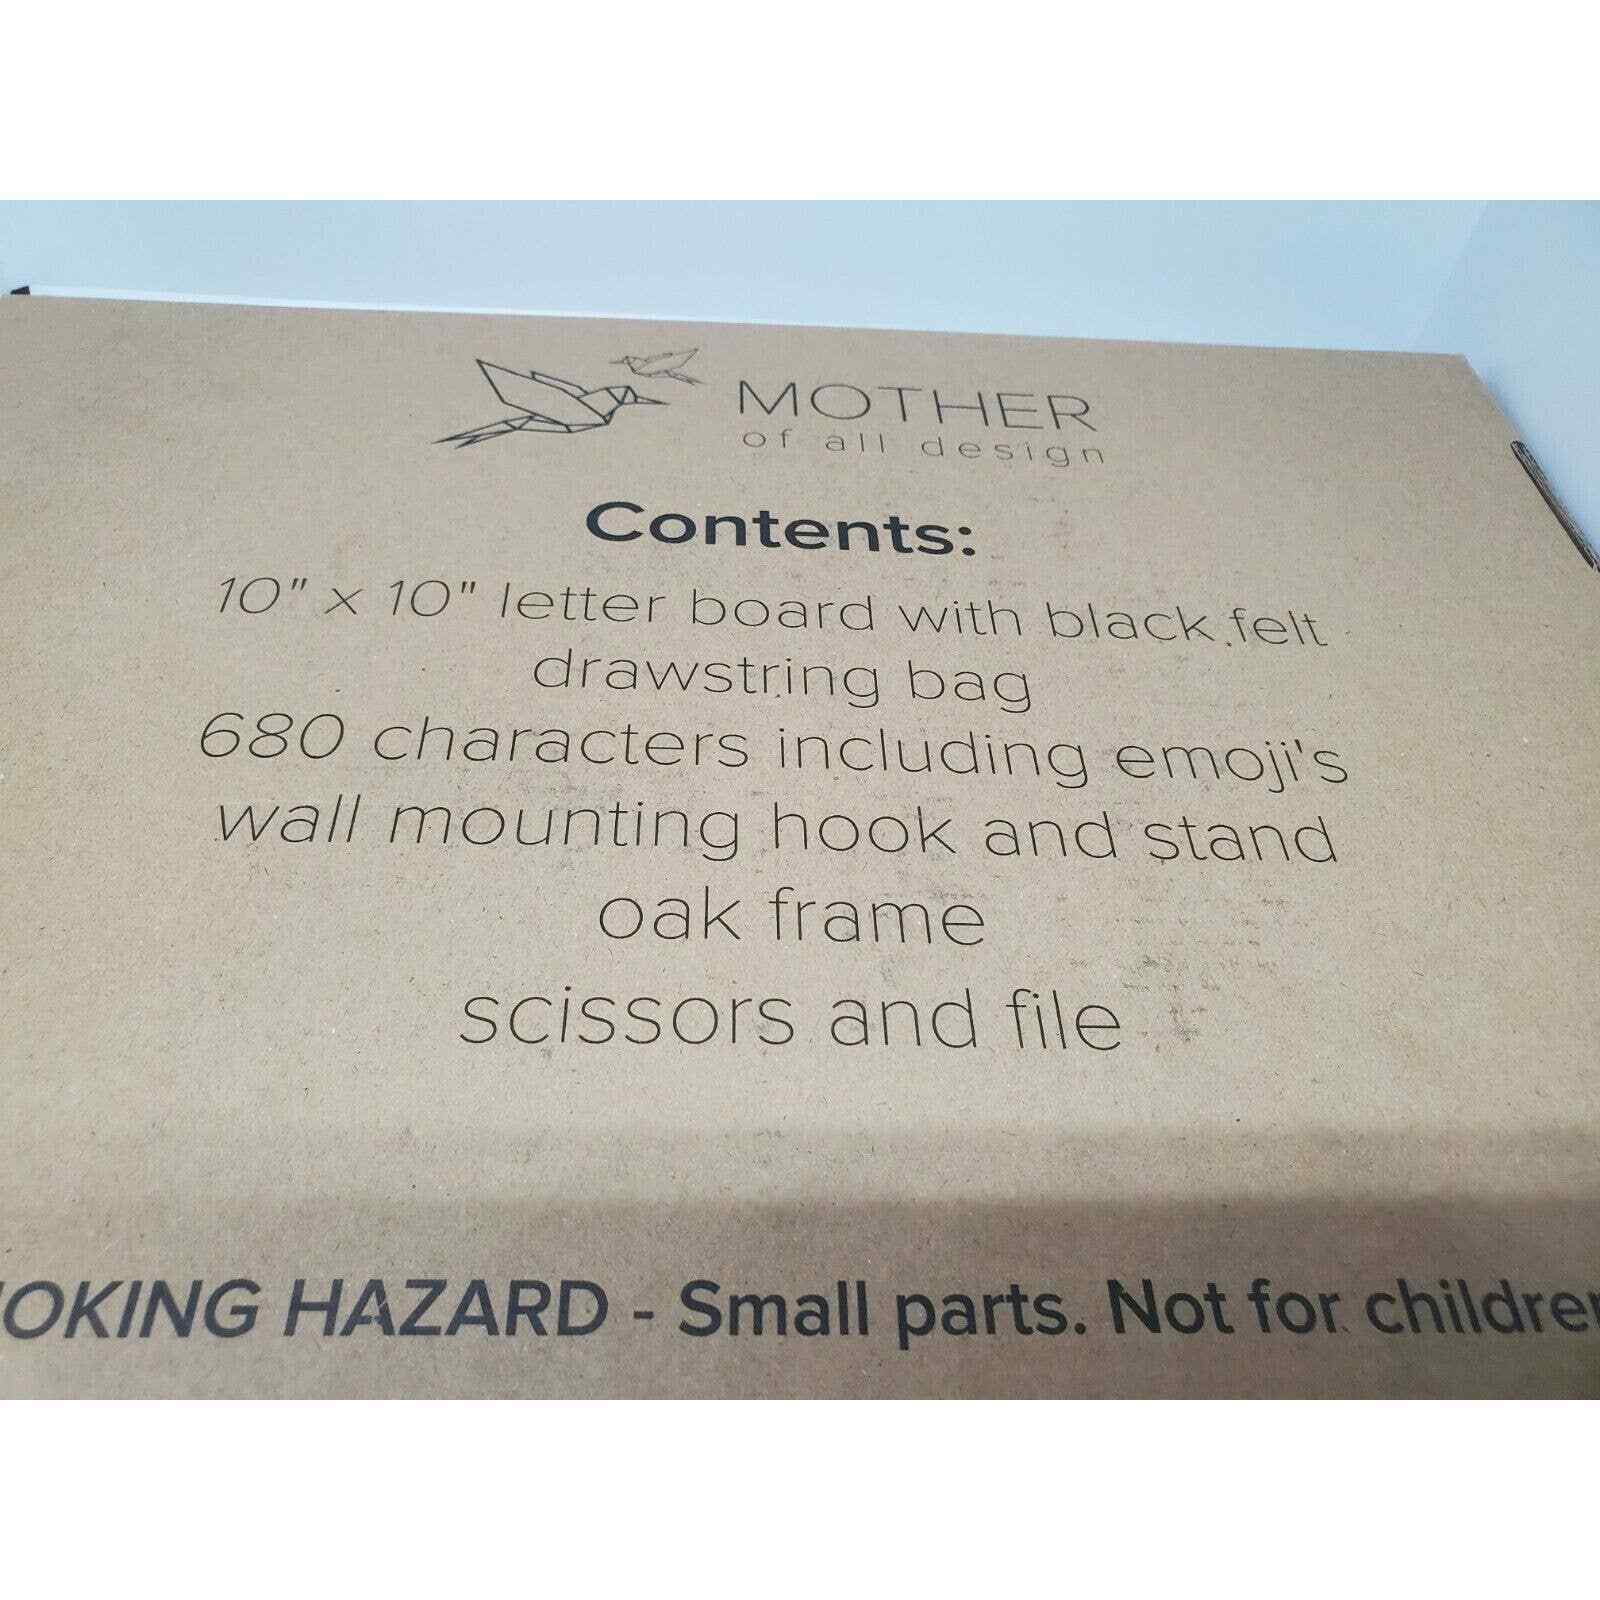 MOTHER
of all design
Contents:
10" x 10" letter board with black felt
drawstring bag
680 characters including emoji's
wall mounting hook and stand
oak frame
scissors and file
HAZARD - Small parts. Not for